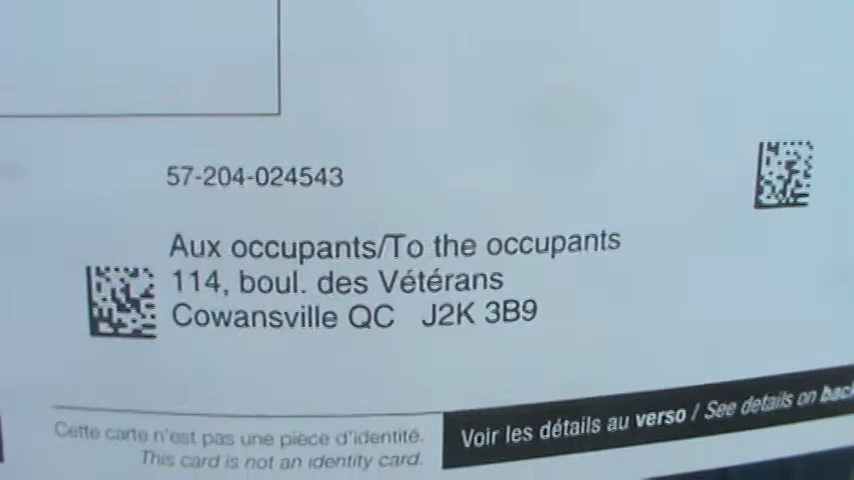 57-204-024543
Aux occupants/To the occupants
114, boul. des Vétérans
Cowansville QC J2K 3B9
Cette carte n'est pas une pièce d'identité.
This card is not an identity card.
Voir les détails au verso / See details on back